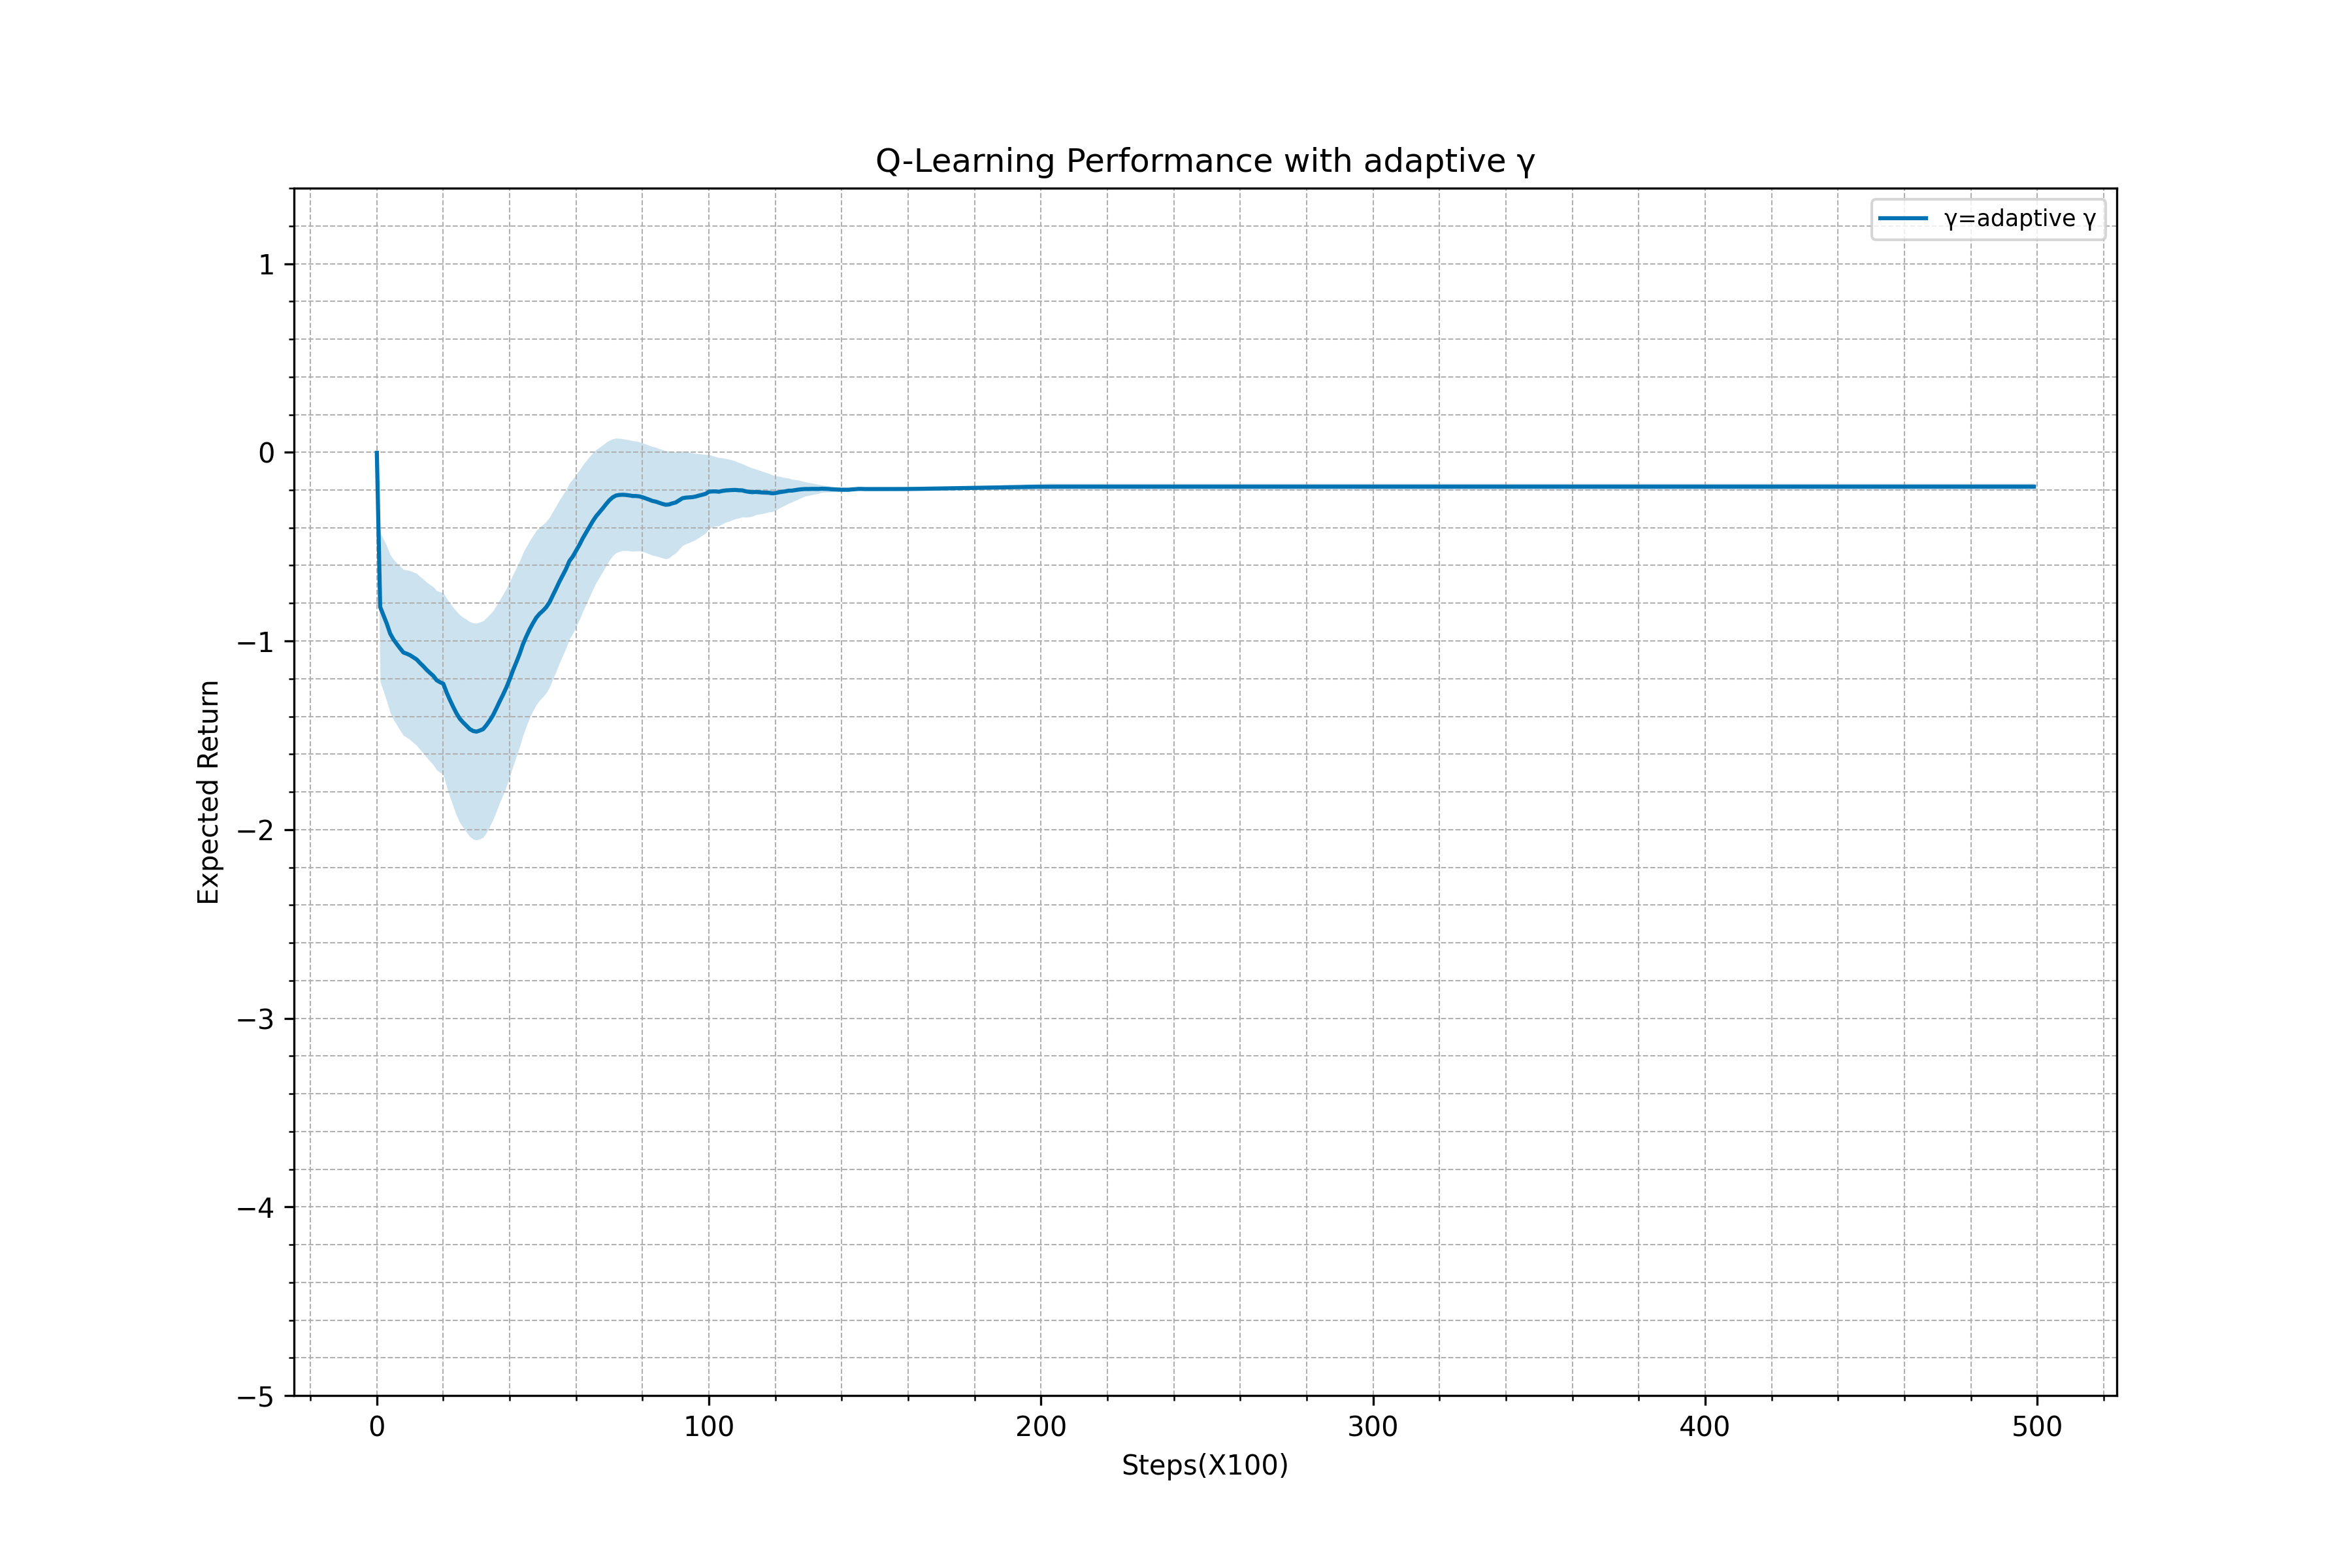 Q-Learning Performance with adaptive γ
γ=adaptive γ
1
0
−1
−2
−3
−4
−5
Expected Return
0 100 200 300 400 500
Steps(X100)